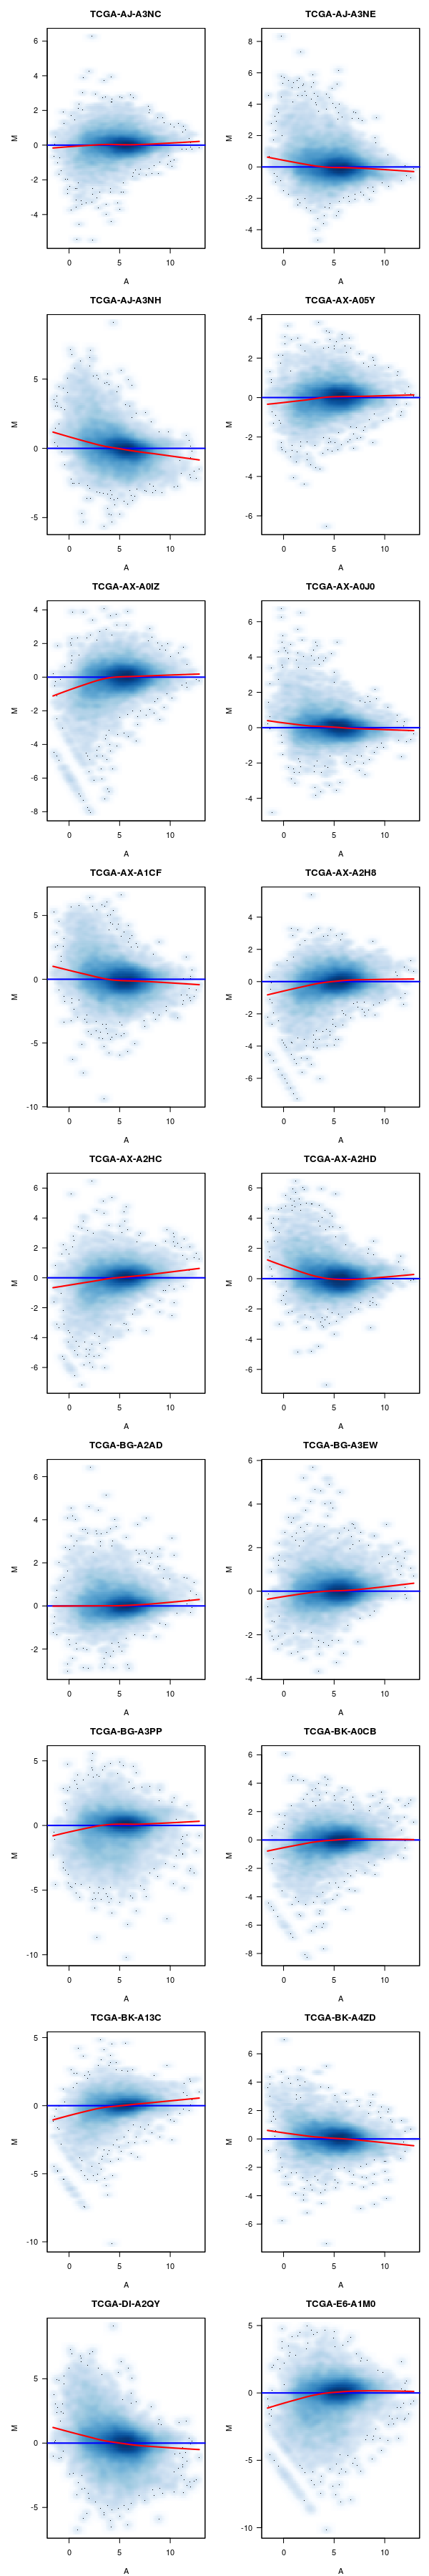 TCGA-AJ-A3NC TCGA-AJ-A3NE
6
4
2
0
-2
-4
M
0 5 10
A
8
6
4
2
0
-2
-4
M
0 5 10
A
TCGA-AJ-A3NH TCGA-AX-A05Y
5
0
-5
M
0 5 10
A
4
2
0
-2
-4
-6
M
0 5 10
A
TCGA-AX-A0IZ TCGA-AX-A0J0
4
2
0
-2
-4
-6
-8
M
0 5 10
A
6
4
2
0
-2
-4
M
0 5 10
A
TCGA-AX-A1CF TCGA-AX-A2H8
5
0
-5
-10
M
0 5 10
A
4
2
0
-2
-4
-6
M
0 5 10
A
TCGA-AX-A2HC TCGA-AX-A2HD
6
4
2
0
-2
-4
-6
M
0 5 10
A
6
4
2
0
-2
-4
-6
M
0 5 10
A
TCGA-BG-A2AD TCGA-BG-A3EW
6
4
2
0
-2
M
0 5 10
A
6
4
2
0
-2
-4
M
0 5 10
A
TCGA-BG-A3PP TCGA-BK-A0CB
5
0
-5
-10
M
0 5 10
A
6
4
2
0
-2
-4
-6
-8
M
0 5 10
A
TCGA-BK-A13C TCGA-BK-A4ZD
5
0
-5
-10
M
0 5 10
A
6
4
2
0
-2
-4
-6
M
0 5 10
A
TCGA-DI-A2QY TCGA-E6-A1M0
5
0
-5
M
0 5 10
A
5
0
-5
-10
M
0 5 10
A